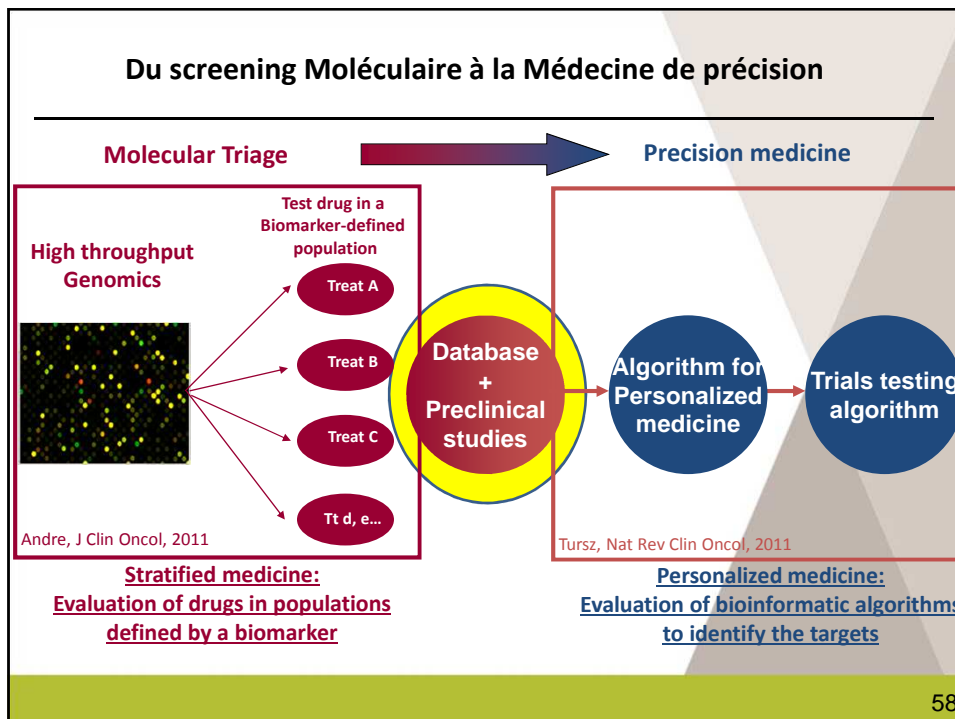 Du screening Moléculaire à la Médecine de précision
Molecular Triage
Precision medicine
Test drug in a
Biomarker-defined
population
High throughput
Genomics
Treat A
Treat B
Treat C
Tt d, e…
Database
+
Preclinical
studies
Algorithm for
Personalized
medicine
Trials testing
algorithm
Andre, J Clin Oncol, 2011
Tursz, Nat Rev Clin Oncol, 2011
Stratified medicine:
Evaluation of drugs in populations
defined by a biomarker
Personalized medicine:
Evaluation of bioinformatic algorithms
to identify the targets
58